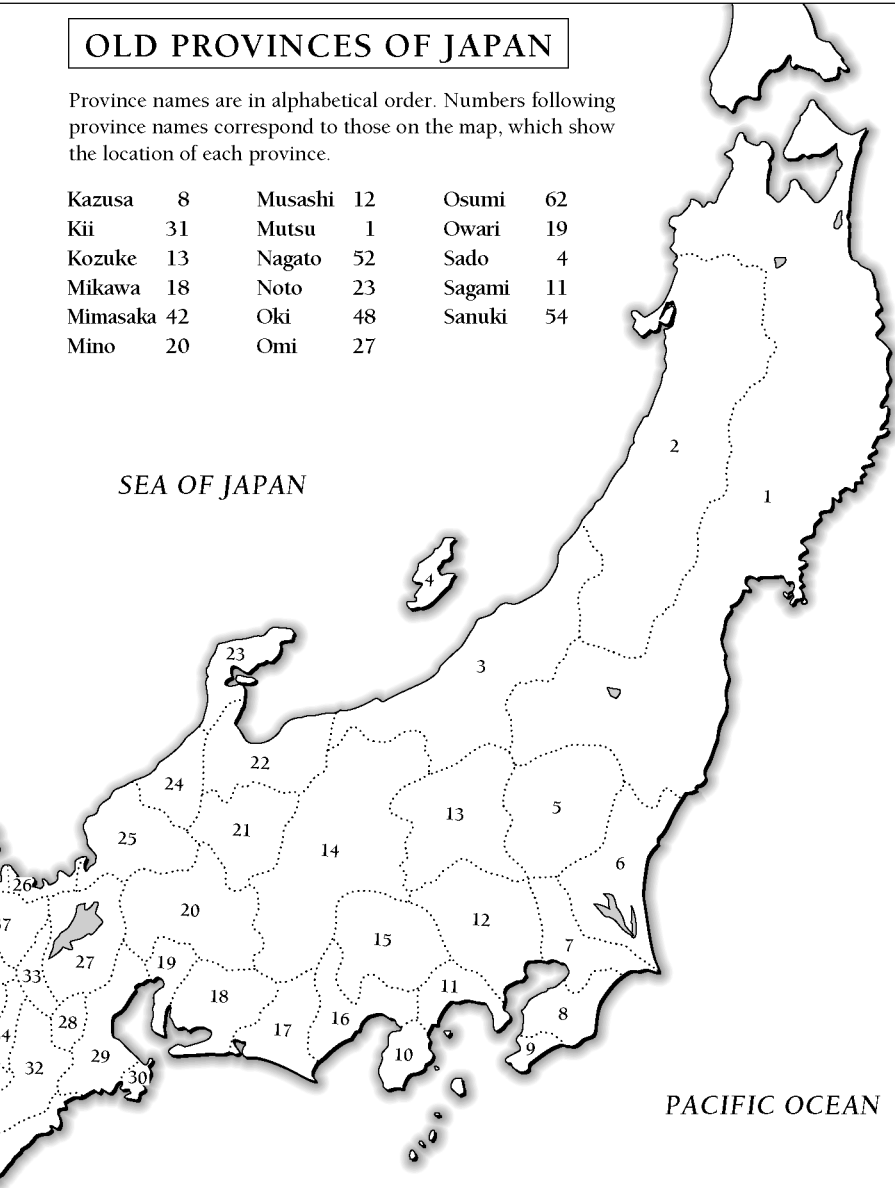 OLD PROVINCES OF JAPAN
Province names are in alphabetical order. Numbers following
province names correspond to those on the map, which show
the location of each province.
Kazusa 8
Kii 31
Kozuke 13
Mikawa 18
Mimasaka 42
Mino 20
Musashi 12
Mutsu 1
Nagato 52
Noto 23
Oki 48
Omi 27
Osumi 62
Owari 19
Sado 4
Sagami 11
Sanuki 54
SEA OF JAPAN
2
1
4
23
3
22
24
13
5
21
25
14
6
26
20
12
15
7
27
19
33
11
18
8
28
17
16
9
10
29
32
30
PACIFIC OCEAN